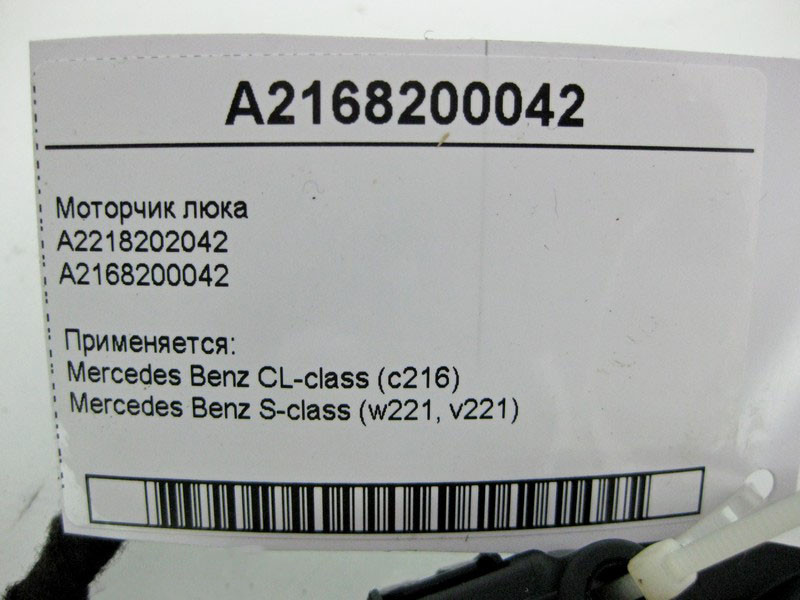 A2168200042
Моторчик люка
A2218202042
A2168200042
Применяется:
Mercedes Benz CL-class (c216)
Mercedes Benz S-class (w221, v221)